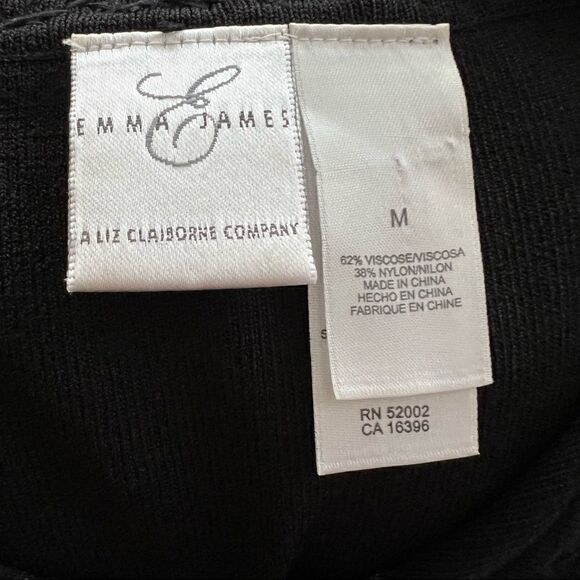 E
EMMA JAMES
A LIZ CLAIBORNE COMPANY
M
62% VISCOSE/VISCOSA
38% NYLON/NILON
MADE IN CHINA
HECHO EN CHINA
FABRIQUE EN CHINE
RN 52002
CA 16396